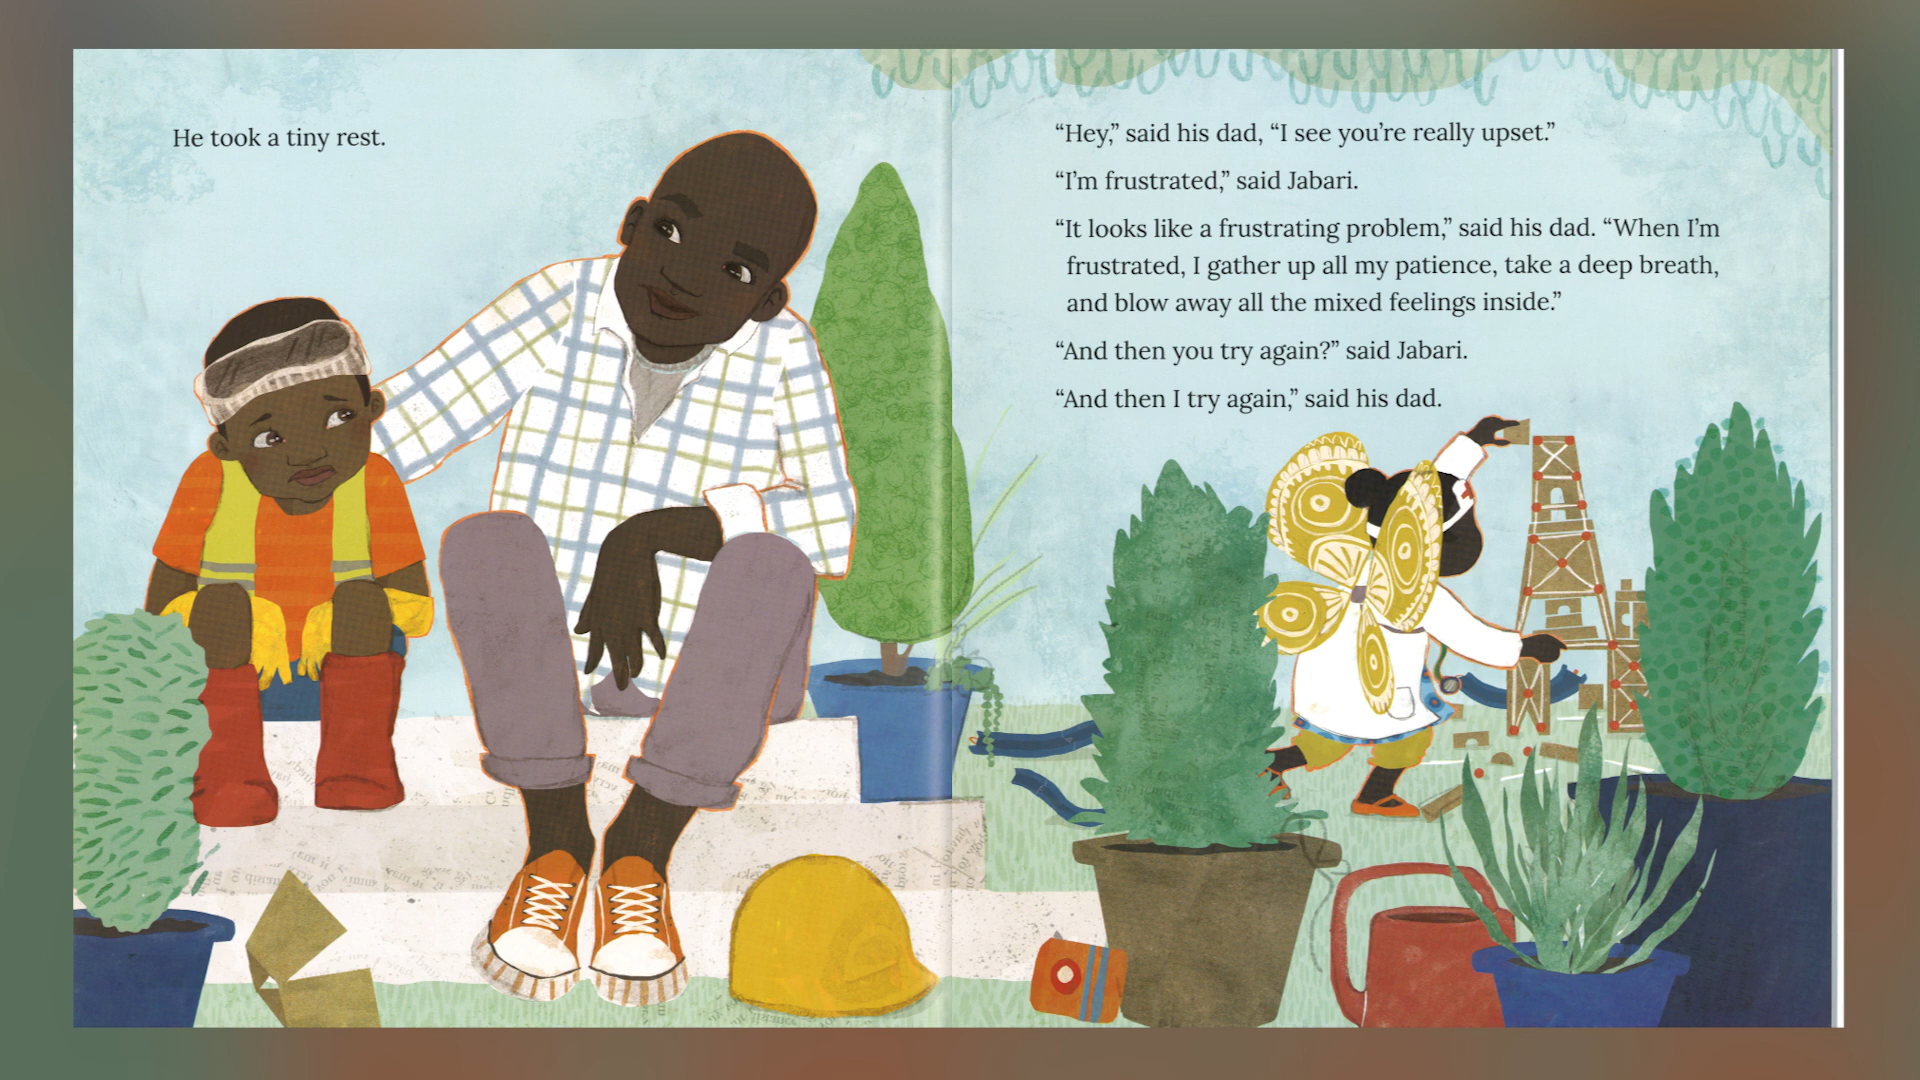 He took a tiny rest.
“Hey,” said his dad, “I see you’re really upset.”
“I’m frustrated,” said Jabari.
“It looks like a frustrating problem,” said his dad. “When I’m
frustrated, I gather up all my patience, take a deep breath,
and blow away all the mixed feelings inside.”
“And then you try again?” said Jabari.
“And then I try again,” said his dad.